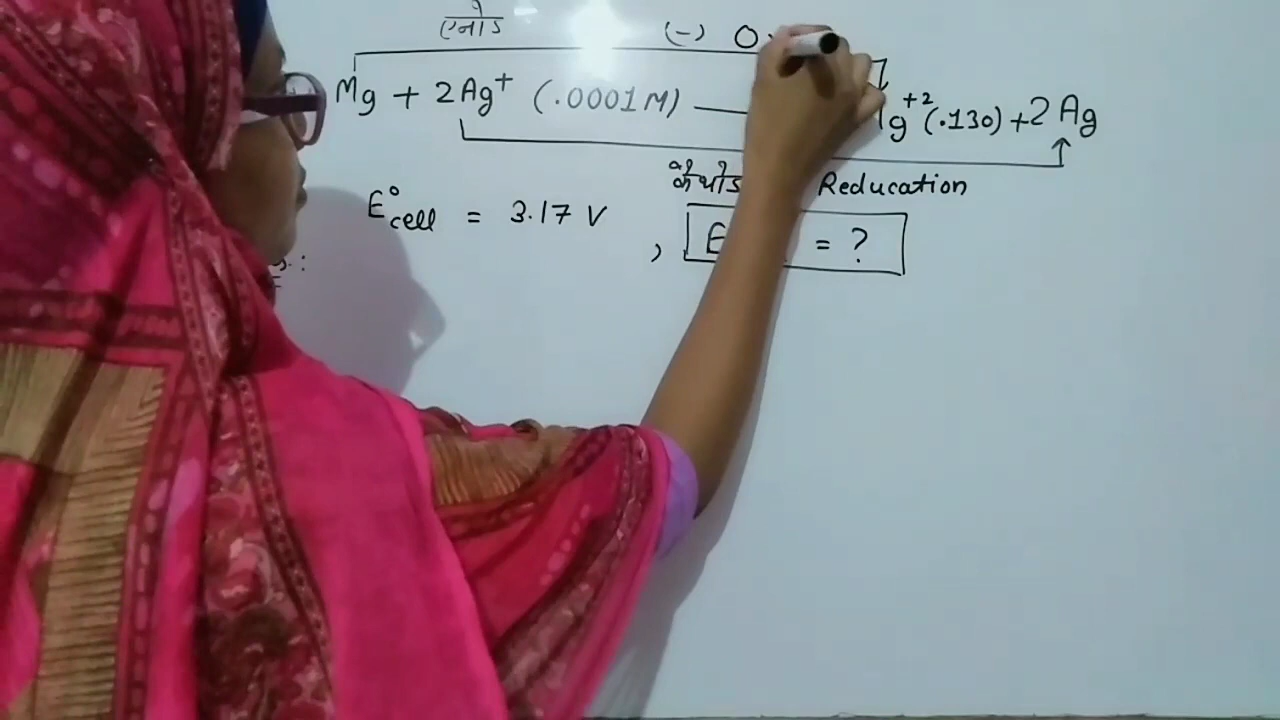 एनोड (-)
Mg + 2Ag⁺ (.0001M) g⁺² (.130) + 2Ag
कैथोड Reducation
E°cell = 3.17 V , E = ?